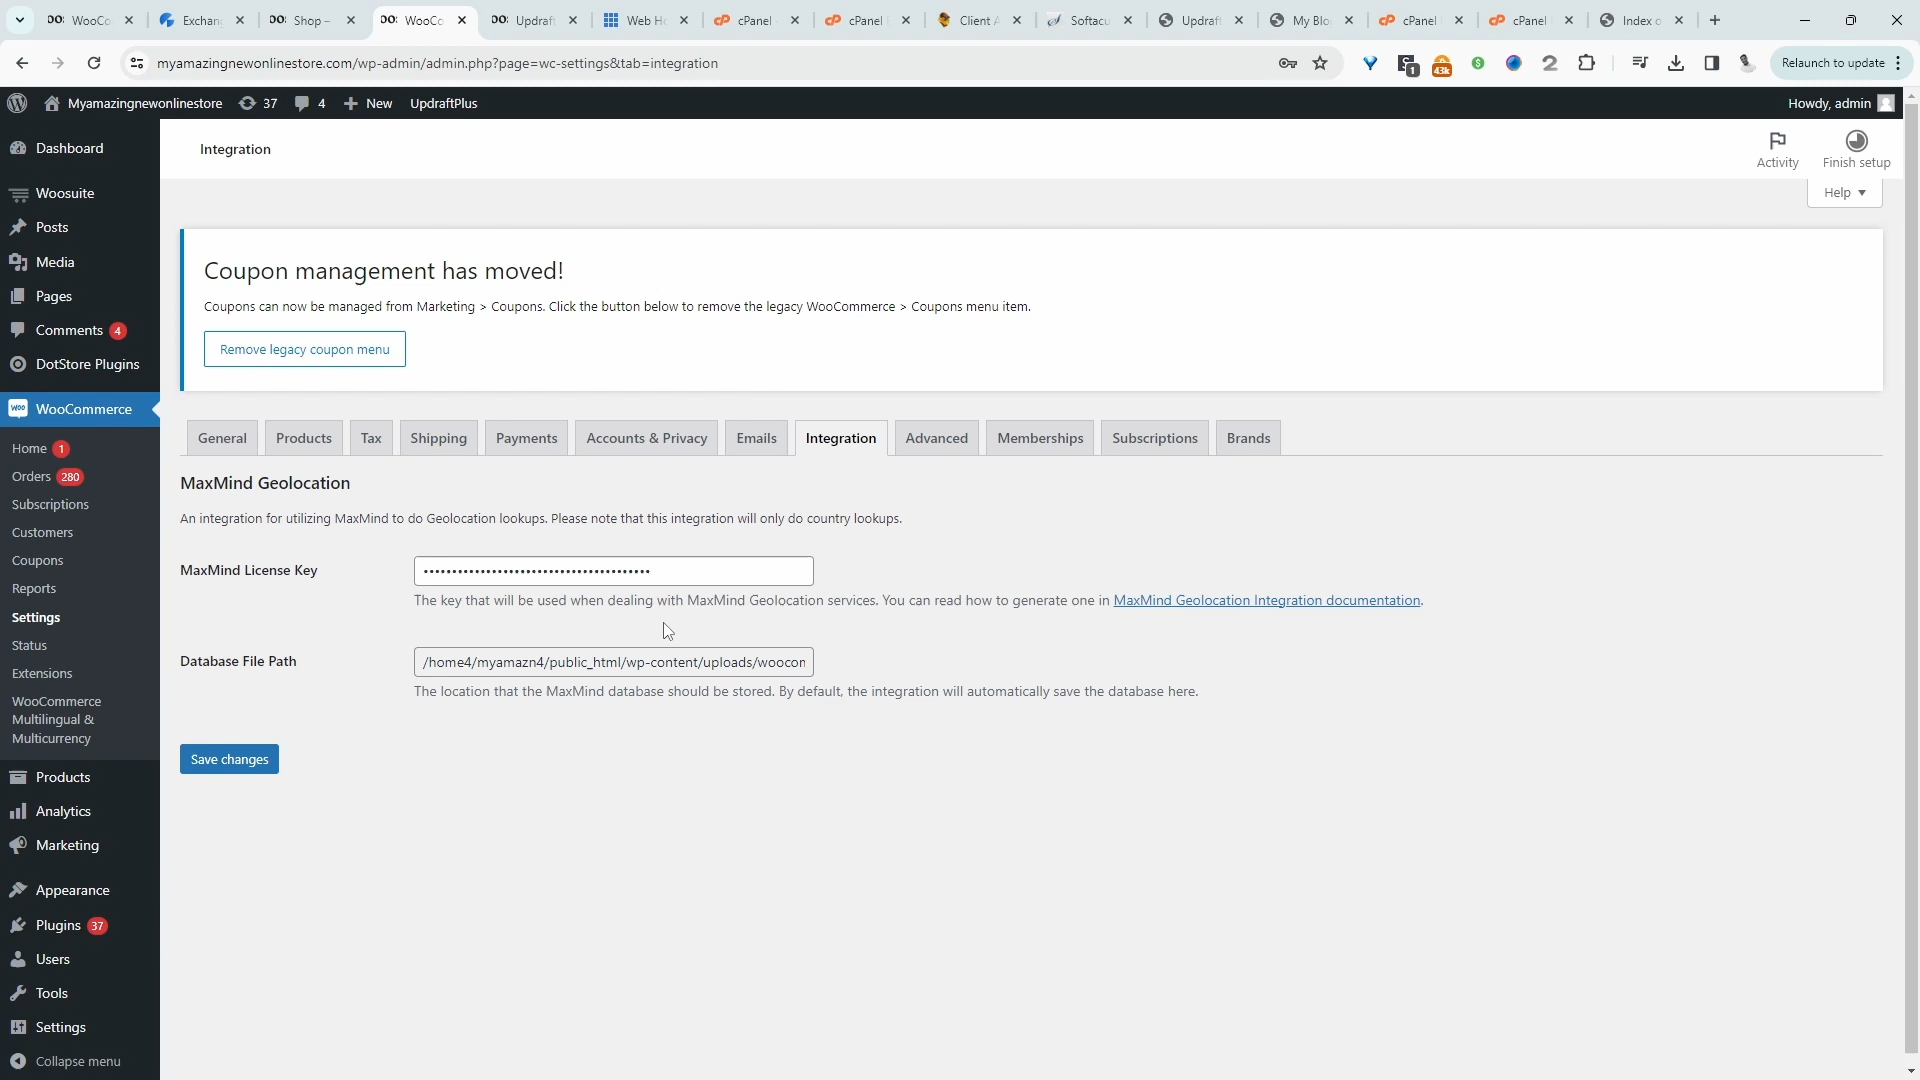 WooCo
Exchan
Shop –
WooCo
Updraft
Web Ho
cPanel
cPanel
Client A
Softacu
Updraft
My Blo
cPanel
cPanel
Index o
myamazingnewonlinestore.com/wp-admin/admin.php?page=wc-settings&tab=integration
1
43k
Relaunch to update
Myamazingnewonlinestore
37
4
New
UpdraftPlus
Howdy, admin
Dashboard
Woosuite
Posts
Media
Pages
Comments 4
DotStore Plugins
WooCommerce
Home 1
Orders 280
Subscriptions
Customers
Coupons
Reports
Settings
Status
Extensions
WooCommerce
Multilingual &
Multicurrency
Products
Analytics
Marketing
Appearance
Plugins 37
Users
Tools
Settings
Collapse menu
Integration
Activity
Finish setup
Help
Coupon management has moved!
Coupons can now be managed from Marketing > Coupons. Click the button below to remove the legacy WooCommerce > Coupons menu item.
Remove legacy coupon menu
General
Products
Tax
Shipping
Payments
Accounts & Privacy
Emails
Integration
Advanced
Memberships
Subscriptions
Brands
MaxMind Geolocation
An integration for utilizing MaxMind to do Geolocation lookups. Please note that this integration will only do country lookups.
MaxMind License Key
The key that will be used when dealing with MaxMind Geolocation services. You can read how to generate one in MaxMind Geolocation Integration documentation.
Database File Path
/home4/myamazn4/public_html/wp-content/uploads/woocon
The location that the MaxMind database should be stored. By default, the integration will automatically save the database here.
Save changes